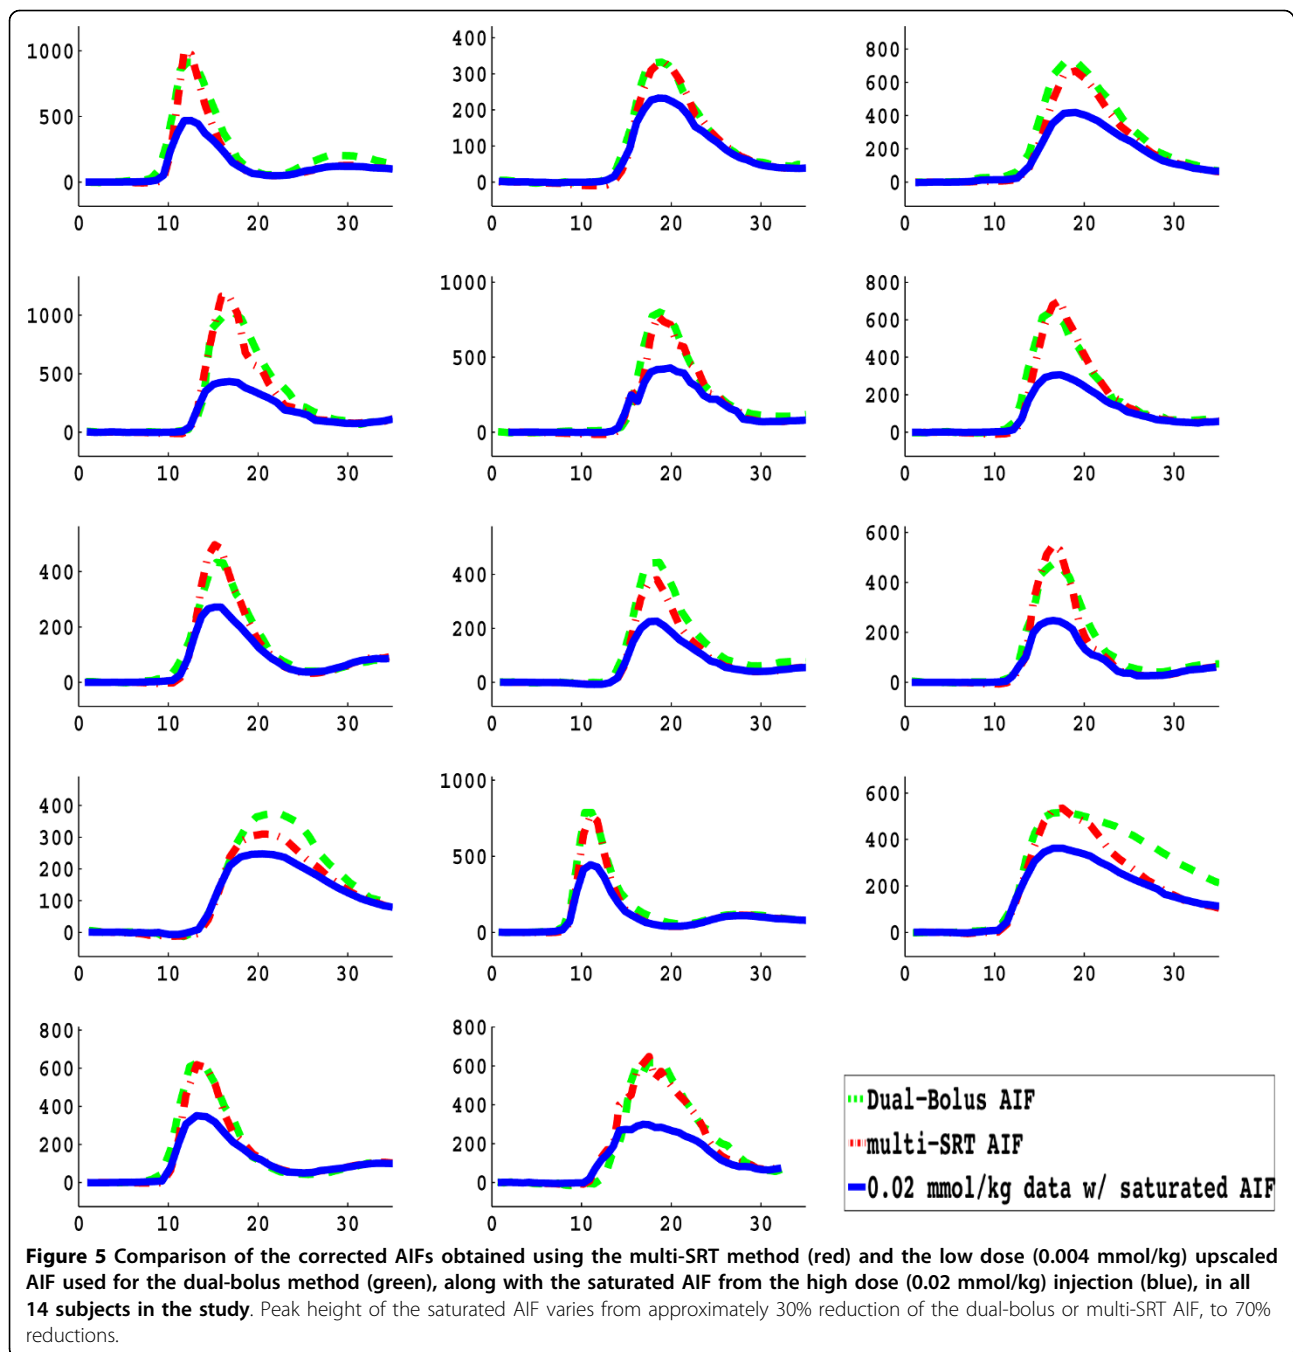 1000
500
0
0 10 20 30
400
300
200
100
0
0 10 20 30
800
600
400
200
0
0 10 20 30
1000
500
0
0 10 20 30
1000
500
0
0 10 20 30
800
600
400
200
0
0 10 20 30
400
200
0
0 10 20 30
400
200
0
0 10 20 30
600
400
200
0
0 10 20 30
400
300
200
100
0
0 10 20 30
1000
500
0
0 10 20 30
600
400
200
0
0 10 20 30
800
600
400
200
0
0 10 20 30
800
600
400
200
0
0 10 20 30
Dual-Bolus AIF
multi-SRT AIF
0.02 mmol/kg data w/ saturated AIF
Figure 5 Comparison of the corrected AIFs obtained using the multi-SRT method (red) and the low dose (0.004 mmol/kg) upscaled
AIF used for the dual-bolus method (green), along with the saturated AIF from the high dose (0.02 mmol/kg) injection (blue), in all
14 subjects in the study. Peak height of the saturated AIF varies from approximately 30% reduction of the dual-bolus or multi-SRT AIF, to 70%
reductions.